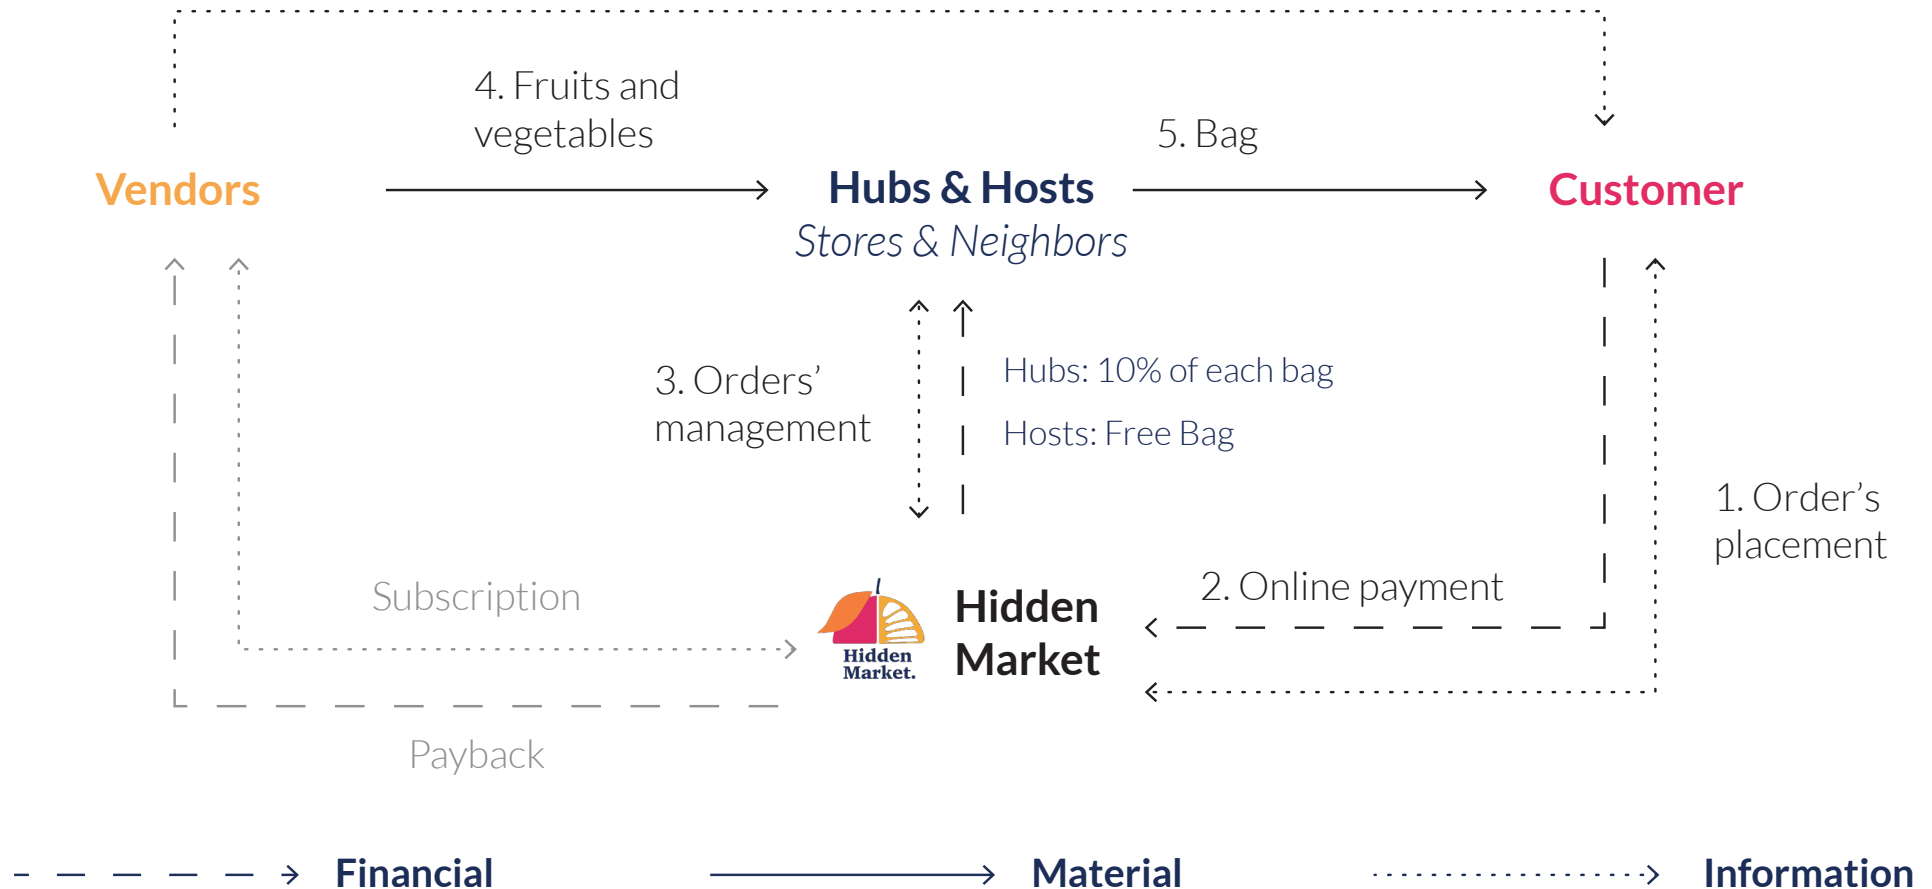 4. Fruits and
vegetables
5. Bag
Vendors
Hubs & Hosts
Stores & Neighbors
Customer
3. Orders’
management
Hubs: 10% of each bag
Hosts: Free Bag
1. Order’s
placement
Subscription
Hidden
Market.
Hidden
Market
2. Online payment
Payback
Financial
Material
Information